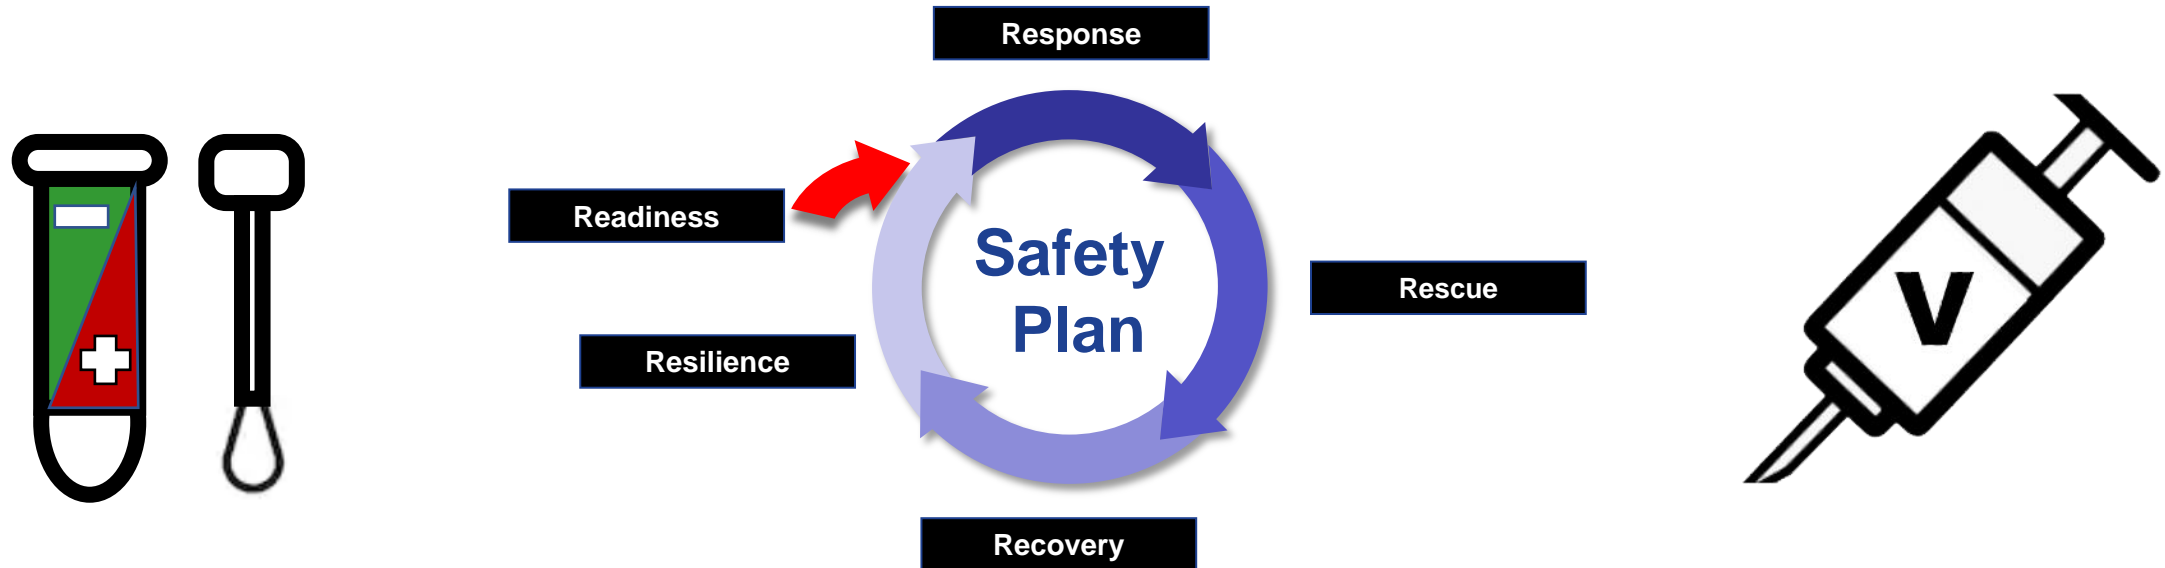 Response
Readiness
Safety
Plan
Rescue
Resilience
Recovery
V